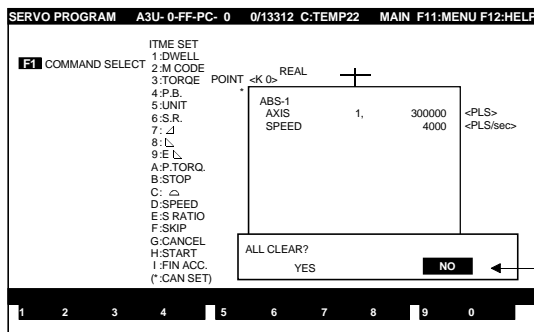 SERVO PROGRAM A3U- 0-FF-PC- 0 0/13312 C:TEMP22 MAIN F11:MENU F12:HELP
F1 COMMAND SELECT
ITME SET
1:DWELL
2:M CODE
3:TORQE
4:P.B.
5:UNIT
6:S.R.
7:
8:
9:E
A:P.TORQ.
B:STOP
C:
D:SPEED
E:S RATIO
F:SKIP
G:CANCEL
H:START
I :FIN ACC.
(*:CAN SET)
REAL
POINT <K 0>
*
ABS-1
AXIS 1, 300000 <PLS>
SPEED 4000 <PLS/sec>
ALL CLEAR?
YES NO
1 2 3 4 5 6 7 8 9 0